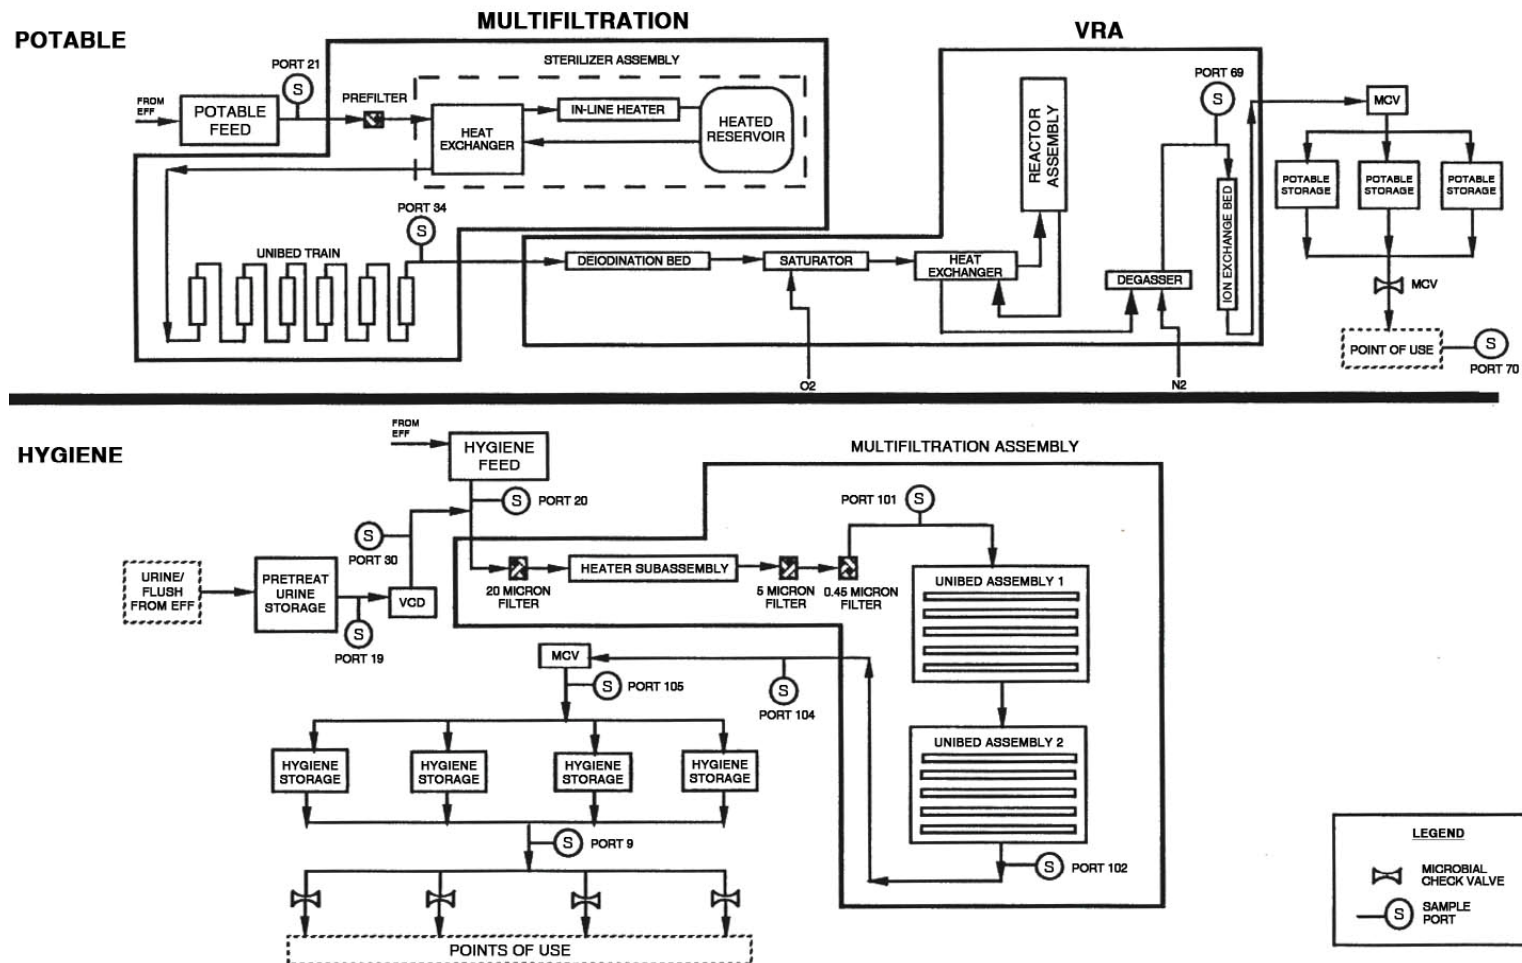 POTABLE
MULTIFILTRATION
VRA
PORT 21
STERILIZER ASSEMBLY
PORT 69
FROM
EFF
POTABLE
FEED
PREFILTER
HEAT
EXCHANGER
IN-LINE HEATER
HEATED
RESERVOIR
REACTOR
ASSEMBLY
MCV
POTABLE
STORAGE
POTABLE
STORAGE
POTABLE
STORAGE
PORT 34
UNIBED TRAIN
DEIODINATION BED
SATURATOR
HEAT
EXCHANGER
DEGASSER
ION EXCHANGE BED
MCV
POINT OF USE
S
S
S
S
S
PORT 70
O2
N2
HYGIENE
FROM
EFF
HYGIENE
FEED
MULTIFILTRATION ASSEMBLY
S
PORT 20
PORT 101
S
S
PORT 30
URINE/
FLUSH
FROM EFF
PRETREAT
URINE
STORAGE
VCD
S
PORT 19
20 MICRON
FILTER
HEATER SUBASSEMBLY
5 MICRON
FILTER
0.45 MICRON
FILTER
UNIBED ASSEMBLY 1
MCV
S
PORT 105
S
PORT 104
UNIBED ASSEMBLY 2
HYGIENE
STORAGE
HYGIENE
STORAGE
HYGIENE
STORAGE
HYGIENE
STORAGE
S
PORT 9
S
PORT 102
POINTS OF USE
LEGEND
MICROBIAL
CHECK VALVE
S
SAMPLE
PORT